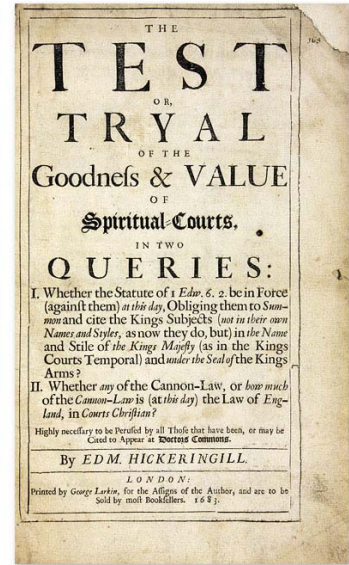 THE
TEST
OR,
TRYAL
OF THE
Goodneſs & VALUE
OF
Spiritual=Courts,
IN TWO
QUERIES:
I. Whether the Statute of 1 Edw. 6. 2. be in Force
(againſt them) at this day, Obliging them to Sum-
mon and cite the Kings Subjects (not in their own
Names and Styles, as now they do, but) in the Name
and Stile of the Kings Majeſty (as in the Kings
Courts Temporal) and under the Seal of the Kings
Arms?
II. Whether any of the Cannon-Law, or how much
of the Cannon-Law is (at this day) the Law of Eng-
land, in Courts Chriſtian?
Highly neceſſary to be Peruſed by all Thoſe that have been, or may be
Cited to Appear at Doctors Commons.
By EDM. HICKERINGILL.
LONDON:
Printed by George Larkin, for the Aſſigns of the Author, and are to be
Sold by moſt Bookſellers. 1683.